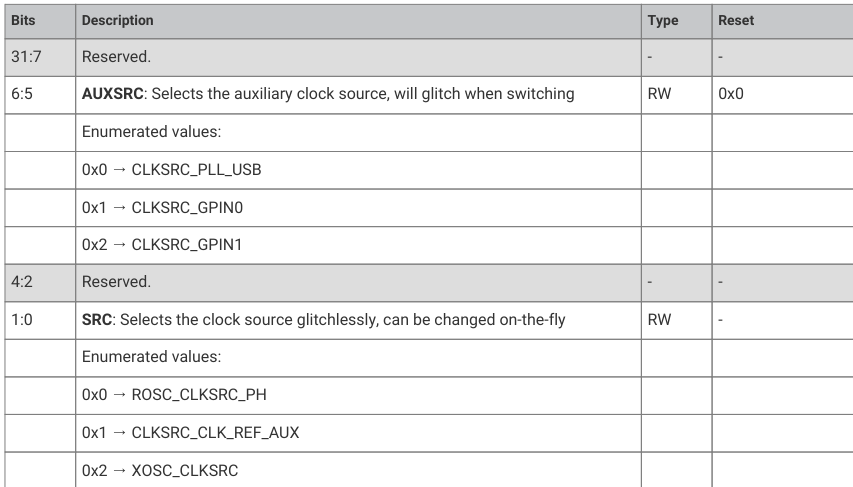 Bits Description Type Reset
31:7 Reserved. - -
6:5 AUXSRC: Selects the auxiliary clock source, will glitch when switching RW 0x0
Enumerated values:
0x0 → CLKSRC_PLL_USB
0x1 → CLKSRC_GPIN0
0x2 → CLKSRC_GPIN1
4:2 Reserved. - -
1:0 SRC: Selects the clock source glitchlessly, can be changed on-the-fly RW -
Enumerated values:
0x0 → ROSC_CLKSRC_PH
0x1 → CLKSRC_CLK_REF_AUX
0x2 → XOSC_CLKSRC